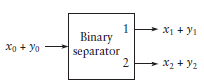 1 x₁ + y₁
Binary
x₀ + y₀
separator
2 x₂ + y₂